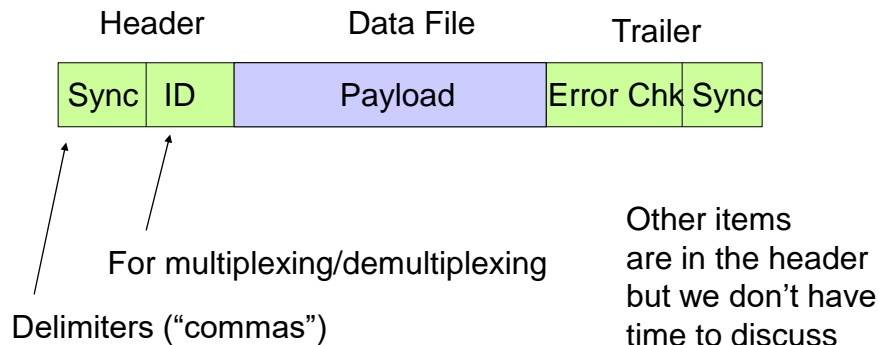 Header Data File Trailer
Sync ID Payload Error Chk Sync
For multiplexing/demultiplexing
Delimiters (“commas”)
Other items
are in the header
but we don’t have
time to discuss